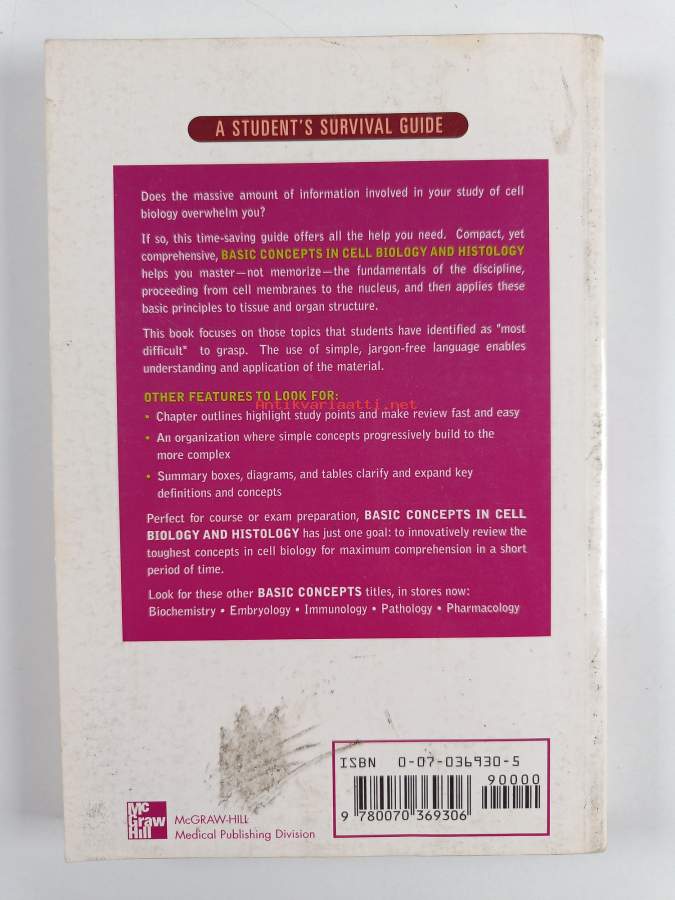 A STUDENT'S SURVIVAL GUIDE
Does the massive amount of information involved in your study of cell
biology overwhelm you?
If so, this time-saving guide offers all the help you need. Compact, yet
comprehensive, BASIC CONCEPTS IN CELL BIOLOGY AND HISTOLOGY
helps you master—not memorize—the fundamentals of the discipline,
proceeding from cell membranes to the nucleus, and then applies these
basic principles to tissue and organ structure.
This book focuses on those topics that students have identified as "most
difficult" to grasp. The use of simple, jargon-free language enables
understanding and application of the material.
OTHER FEATURES TO LOOK FOR:
Antikvariaatti.net
• Chapter outlines highlight study points and make review fast and easy
• An organization where simple concepts progressively build to the
more complex
• Summary boxes, diagrams, and tables clarify and expand key
definitions and concepts
Perfect for course or exam preparation, BASIC CONCEPTS IN CELL
BIOLOGY AND HISTOLOGY has just one goal: to innovatively review the
toughest concepts in cell biology for maximum comprehension in a short
period of time.
Look for these other BASIC CONCEPTS titles, in stores now:
Biochemistry • Embryology • Immunology • Pathology • Pharmacology
ISBN 0-07-036930-5
90000
9 780070 369306
Mc
Graw
Hill
McGRAW-HILL
Medical Publishing Division